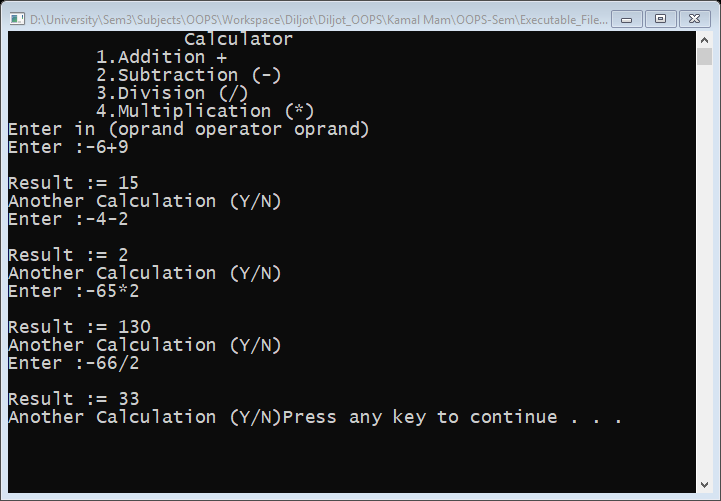 D:\University\Sem3\Subjects\OOPS\Workspace\Diljot\Diljot_OOPS\Kamal Mam\OOPS-Sem\Executable_File...
Calculator
1.Addition +
2.Subtraction (-)
3.Division (/)
4.Multiplication (*)
Enter in (oprand operator oprand)
Enter :-6+9
Result := 15
Another Calculation (Y/N)
Enter :-4-2
Result := 2
Another Calculation (Y/N)
Enter :-65*2
Result := 130
Another Calculation (Y/N)
Enter :-66/2
Result := 33
Another Calculation (Y/N)Press any key to continue . . .